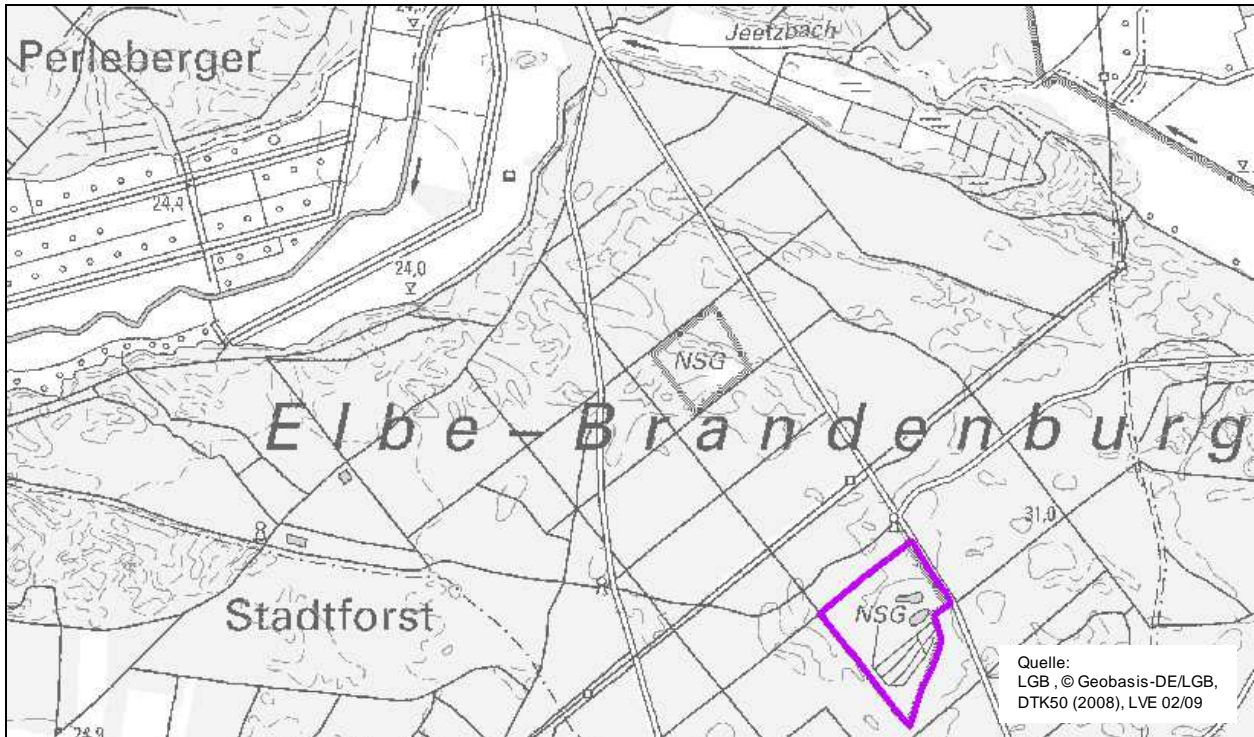 Jeetzbach
Perleberger
24,4
24,0
NSG
Elbe-Brandenburg
31,0
Stadtforst
NSG
Quelle:
LGB , © Geobasis-DE/LGB,
DTK50 (2008), LVE 02/09